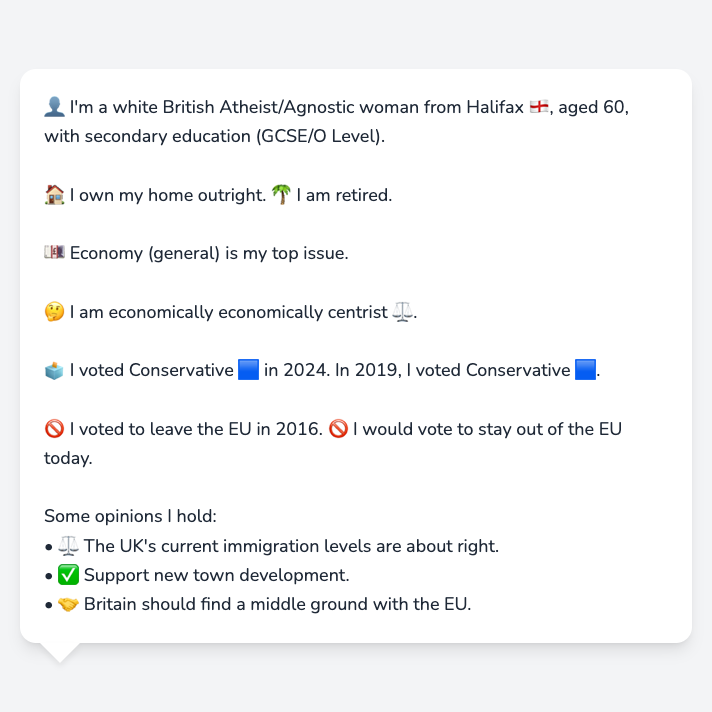 👤 I'm a white British Atheist/Agnostic woman from Halifax 🏴󠁧󠁢󠁥󠁮󠁧󠁿, aged 60,
with secondary education (GCSE/O Level).
🏠 I own my home outright. 🌴 I am retired.
💷 Economy (general) is my top issue.
🤔 I am economically economically centrist ⚖️.
🗳️ I voted Conservative 🟦 in 2024. In 2019, I voted Conservative 🟦.
🚫 I voted to leave the EU in 2016. 🚫 I would vote to stay out of the EU
today.
Some opinions I hold:
• ⚖️ The UK's current immigration levels are about right.
• ✅ Support new town development.
• 🤝 Britain should find a middle ground with the EU.